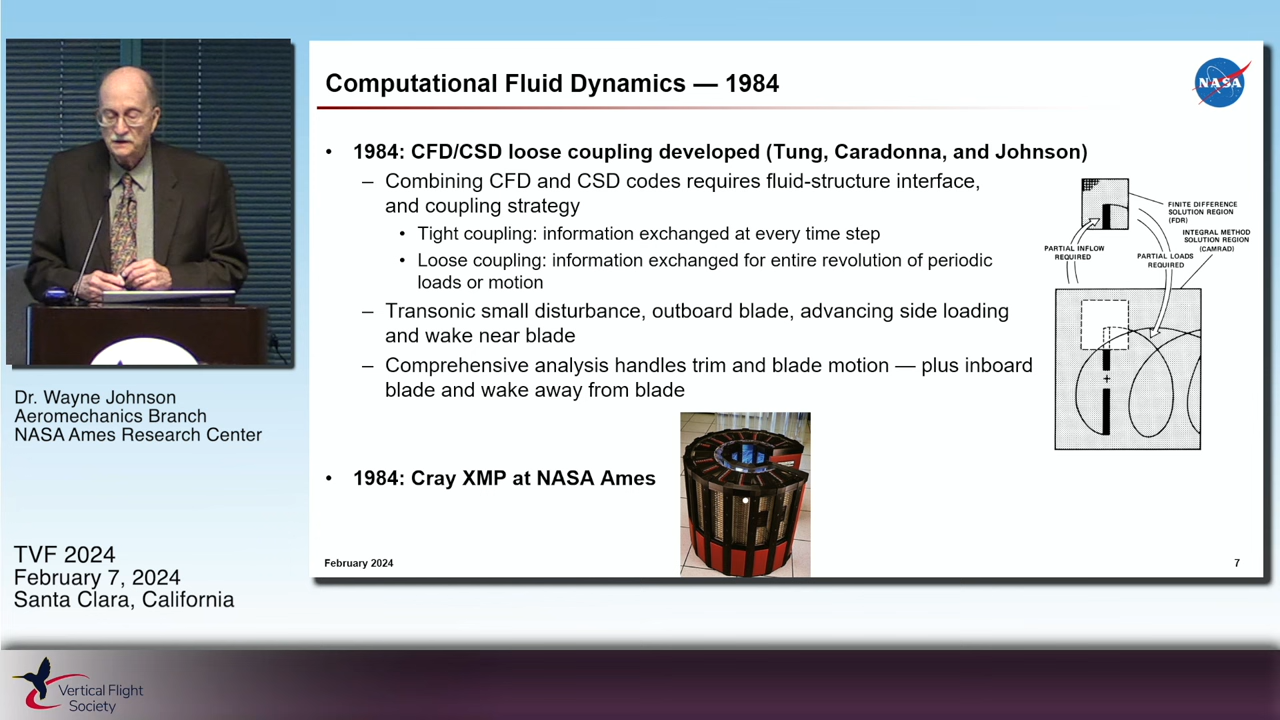 Computational Fluid Dynamics — 1984
NASA
• 1984: CFD/CSD loose coupling developed (Tung, Caradonna, and Johnson)
– Combining CFD and CSD codes requires fluid-structure interface,
and coupling strategy
• Tight coupling: information exchanged at every time step
• Loose coupling: information exchanged for entire revolution of periodic
loads or motion
– Transonic small disturbance, outboard blade, advancing side loading
and wake near blade
– Comprehensive analysis handles trim and blade motion — plus inboard
blade and wake away from blade
FINITE DIFFERENCE
SOLUTION REGION
(FDR)
INTEGRAL METHOD
SOLUTION REGION
(CAMRAD)
PARTIAL INFLOW
REQUIRED
PARTIAL LOADS
REQUIRED
• 1984: Cray XMP at NASA Ames
February 2024
7
Dr. Wayne Johnson
Aeromechanics Branch
NASA Ames Research Center
TVF 2024
February 7, 2024
Santa Clara, California
Vertical Flight
Society